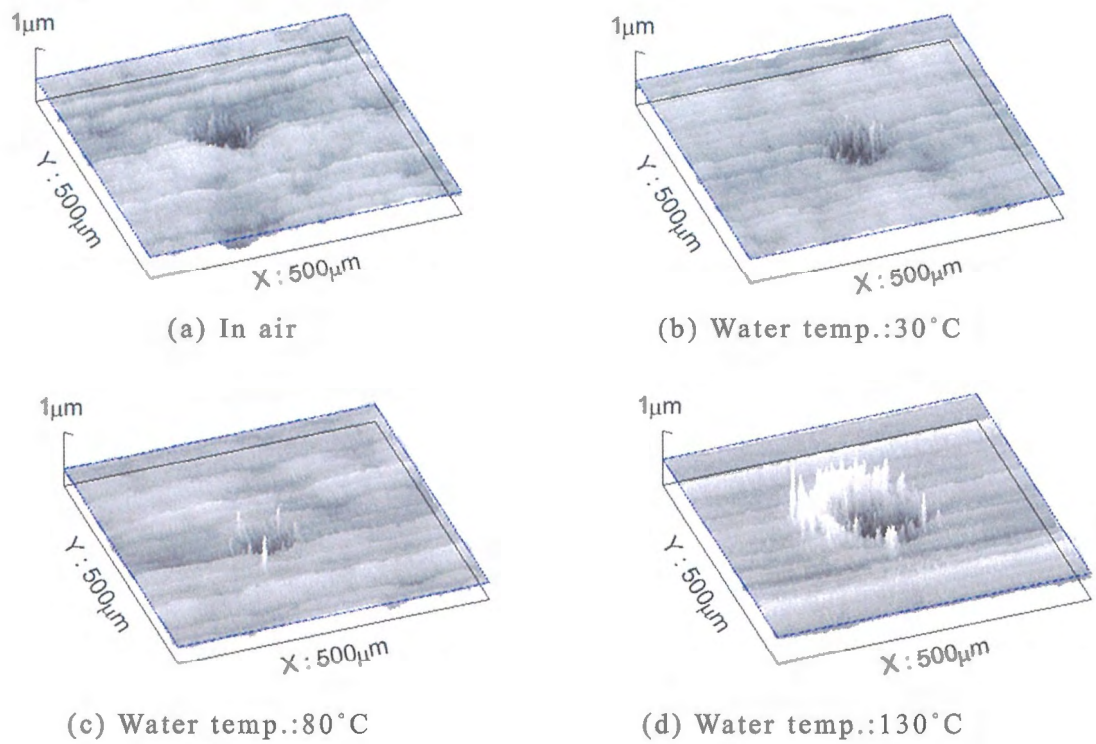 1μm
Y : 500μm
X : 500μm
(a) In air
1μm
Y : 500μm
X : 500μm
(b) Water temp.:30˚C
1μm
Y : 500μm
X : 500μm
(c) Water temp.:80˚C
1μm
Y : 500μm
X : 500μm
(d) Water temp.:130˚C